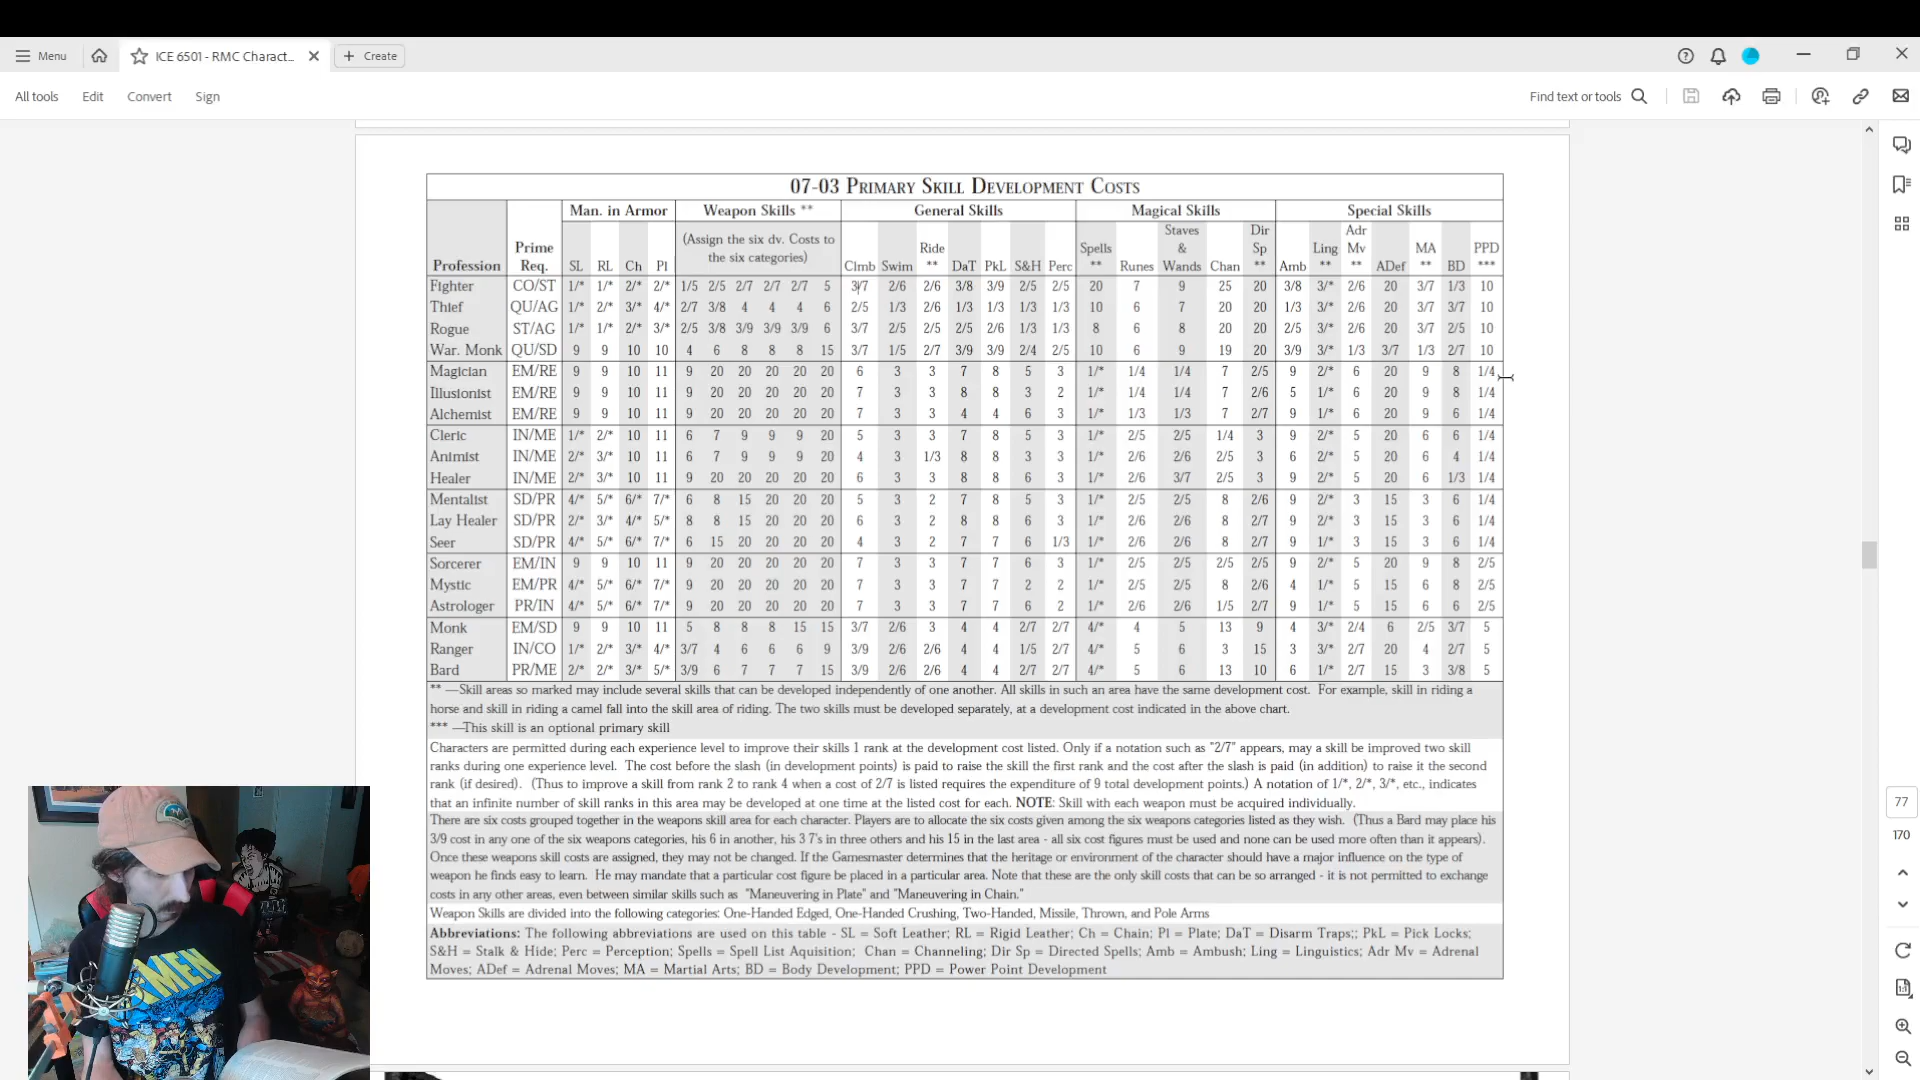 Menu
ICE 6501 - RMC Charact...
Create
All tools
Edit
Convert
Sign
Find text or tools
07-03 PRIMARY SKILL DEVELOPMENT COSTS
Man. in Armor Weapon Skills ** General Skills Magical Skills Special Skills
Profession Prime Req. SL RL Ch Pl (Assign the six dv. Costs to the six categories) Clmb Swim Ride ** DaT PkL S&H Perc Spells ** Runes Staves & Wands Chan Dir Sp ** Amb Ling ** Adr Mv ** ADef MA ** BD PPD ***
Fighter CO/ST 1/* 1/* 2/* 2/* 1/5 2/5 2/7 2/7 2/7 5 3/7 2/6 2/6 3/8 3/9 2/5 2/5 20 7 9 25 20 3/8 3/* 2/6 20 3/7 1/3 10
Thief QU/AG 1/* 2/* 3/* 4/* 2/7 3/8 4 4 4 6 2/5 1/3 2/6 1/3 1/3 1/3 1/3 10 6 7 20 20 1/3 3/* 2/6 20 3/7 3/7 10
Rogue ST/AG 1/* 1/* 2/* 3/* 2/5 3/8 3/9 3/9 3/9 6 3/7 2/5 2/5 2/5 2/6 1/3 1/3 8 6 8 20 20 2/5 3/* 2/6 20 3/7 2/5 10
War. Monk QU/SD 9 9 10 10 4 6 8 8 8 15 3/7 1/5 2/7 3/9 3/9 2/4 2/5 10 6 9 19 20 3/9 3/* 1/3 3/7 1/3 2/7 10
Magician EM/RE 9 9 10 11 9 20 20 20 20 20 6 3 3 7 8 5 3 1/* 1/4 1/4 7 2/5 9 2/* 6 20 9 8 1/4
Illusionist EM/RE 9 9 10 11 9 20 20 20 20 20 7 3 3 8 8 3 2 1/* 1/4 1/4 7 2/6 5 1/* 6 20 9 8 1/4
Alchemist EM/RE 9 9 10 11 9 20 20 20 20 20 7 3 3 4 4 6 3 1/* 1/3 1/3 7 2/7 9 1/* 6 20 9 6 1/4
Cleric IN/ME 1/* 2/* 10 11 6 7 9 9 9 20 5 3 3 7 8 5 3 1/* 2/5 2/5 1/4 3 9 2/* 5 20 6 6 1/4
Animist IN/ME 2/* 3/* 10 11 6 7 9 9 9 20 4 3 1/3 8 8 3 3 1/* 2/6 2/6 2/5 3 6 2/* 5 20 6 4 1/4
Healer IN/ME 2/* 3/* 10 11 9 20 20 20 20 20 6 3 3 8 8 6 3 1/* 2/6 3/7 2/5 3 9 2/* 5 20 6 1/3 1/4
Mentalist SD/PR 4/* 5/* 6/* 7/* 6 8 15 20 20 20 5 3 2 7 8 5 3 1/* 2/5 2/5 8 2/6 9 2/* 3 15 3 6 1/4
Lay Healer SD/PR 2/* 3/* 4/* 5/* 8 8 15 20 20 20 6 3 2 8 8 6 3 1/* 2/6 2/6 8 2/7 9 2/* 3 15 3 6 1/4
Seer SD/PR 4/* 5/* 6/* 7/* 6 15 20 20 20 20 4 3 2 7 7 6 1/3 1/* 2/6 2/6 8 2/7 9 1/* 3 15 3 6 1/4
Sorcerer EM/IN 9 9 10 11 9 20 20 20 20 20 7 3 3 7 7 6 3 1/* 2/5 2/5 2/5 2/5 9 2/* 5 20 9 8 2/5
Mystic EM/PR 4/* 5/* 6/* 7/* 9 20 20 20 20 20 7 3 3 7 7 2 2 1/* 2/5 2/5 8 2/6 4 1/* 5 15 6 8 2/5
Astrologer PR/IN 4/* 5/* 6/* 7/* 9 20 20 20 20 20 7 3 3 7 7 6 2 1/* 2/6 2/6 1/5 2/7 9 1/* 5 15 6 6 2/5
Monk EM/SD 9 9 10 11 5 8 8 8 15 15 3/7 2/6 3 4 4 2/7 2/7 4/* 4 5 13 9 4 3/* 2/4 6 2/5 3/7 5
Ranger IN/CO 1/* 2/* 3/* 4/* 3/7 4 6 6 6 9 3/9 2/6 2/6 4 4 1/5 2/7 4/* 5 6 3 15 3 3/* 2/7 20 4 2/7 5
Bard PR/ME 2/* 2/* 3/* 5/* 3/9 6 7 7 7 15 3/9 2/6 2/6 4 4 2/7 2/7 4/* 5 6 13 10 6 1/* 2/7 15 3 3/8 5
** —Skill areas so marked may include several skills that can be developed independently of one another. All skills in such an area have the same development cost. For example, skill in riding a
horse and skill in riding a camel fall into the skill area of riding. The two skills must be developed separately, at a development cost indicated in the above chart.
*** —This skill is an optional primary skill
Characters are permitted during each experience level to improve their skills 1 rank at the development cost listed. Only if a notation such as "2/7" appears, may a skill be improved two skill
ranks during one experience level. The cost before the slash (in development points) is paid to raise the skill the first rank and the cost after the slash is paid (in addition) to raise it the second
rank (if desired). (Thus to improve a skill from rank 2 to rank 4 when a cost of 2/7 is listed requires the expenditure of 9 total development points.) A notation of 1/*, 2/*, 3/*, etc., indicates
that an infinite number of skill ranks in this area may be developed at one time at the listed cost for each. NOTE: Skill with each weapon must be acquired individually.
There are six costs grouped together in the weapons skill area for each character. Players are to allocate the six costs given among the six weapons categories listed as they wish. (Thus a Bard may place his
3/9 cost in any one of the six weapons categories, his 6 in another, his 3 7's in three others and his 15 in the last area - all six cost figures must be used and none can be used more often than it appears).
Once these weapons skill costs are assigned, they may not be changed. If the Gamesmaster determines that the heritage or environment of the character should have a major influence on the type of
weapon he finds easy to learn. He may mandate that a particular cost figure be placed in a particular area. Note that these are the only skill costs that can be so arranged - it is not permitted to exchange
costs in any other areas, even between similar skills such as "Maneuvering in Plate" and "Maneuvering in Chain."
Weapon Skills are divided into the following categories: One-Handed Edged, One-Handed Crushing, Two-Handed, Missile, Thrown, and Pole Arms
Abbreviations: The following abbreviations are used on this table - SL = Soft Leather; RL = Rigid Leather; Ch = Chain; Pl = Plate; DaT = Disarm Traps;; PkL = Pick Locks;
S&H = Stalk & Hide; Perc = Perception; Spells = Spell List Aquisition; Chan = Channeling; Dir Sp = Directed Spells; Amb = Ambush; Ling = Linguistics; Adr Mv = Adrenal
Moves; ADef = Adrenal Moves; MA = Martial Arts; BD = Body Development; PPD = Power Point Development
77
170